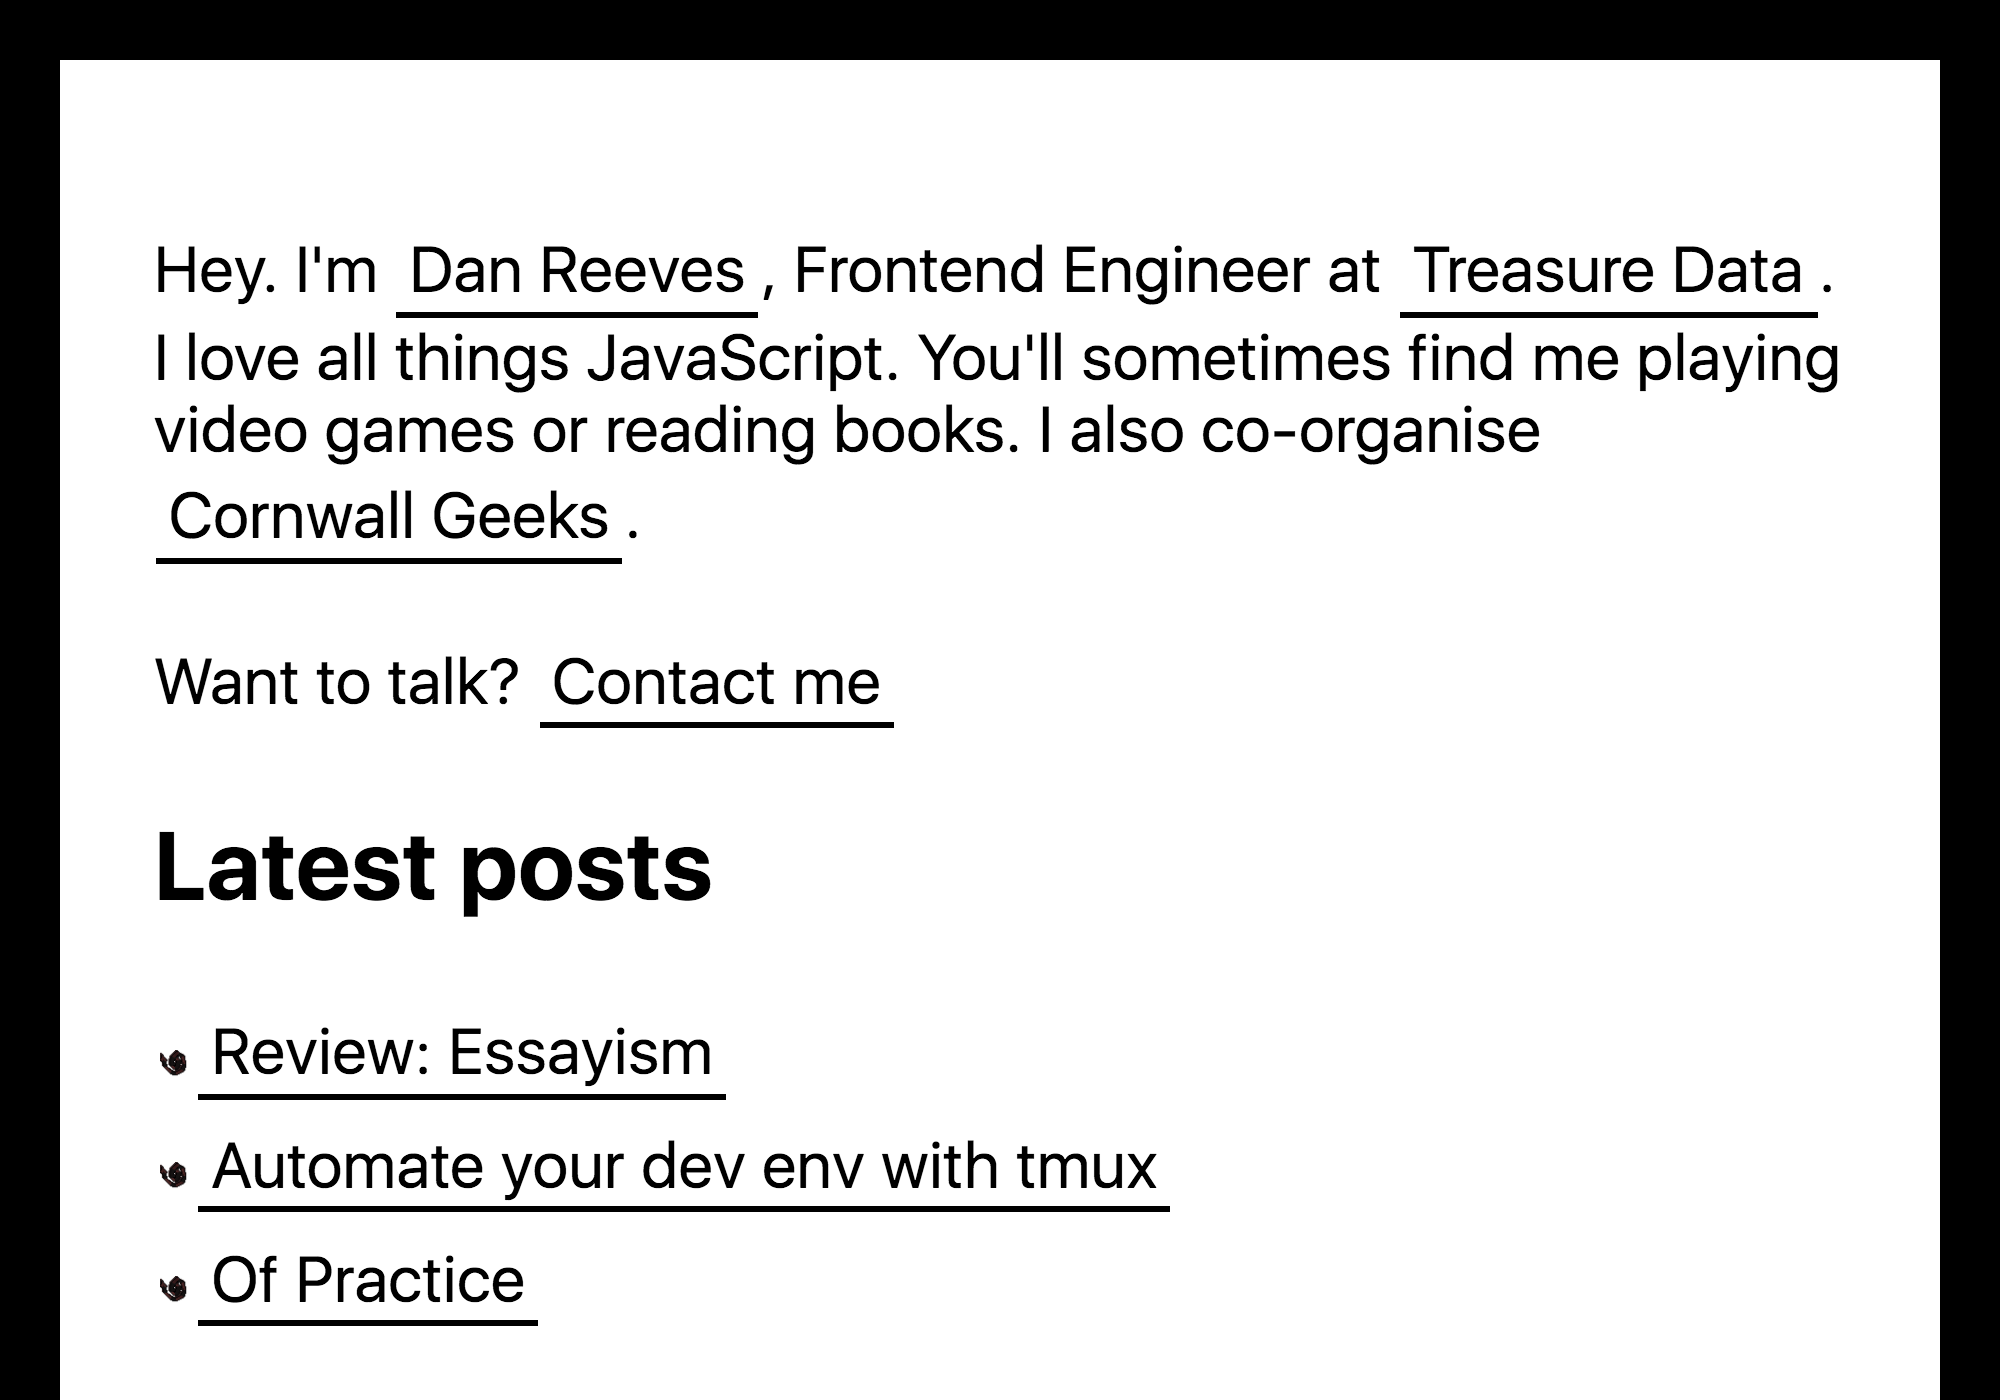 Hey. I'm Dan Reeves, Frontend Engineer at Treasure Data.
I love all things JavaScript. You'll sometimes find me playing
video games or reading books. I also co-organise
Cornwall Geeks.
Want to talk? Contact me
Latest posts
Review: Essayism
Automate your dev env with tmux
Of Practice